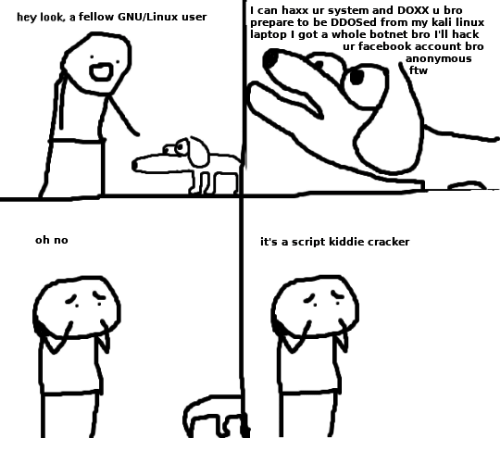 hey look, a fellow GNU/Linux user
I can haxx ur system and DOXX u bro
prepare to be DDOSed from my kali linux
laptop I got a whole botnet bro I'll hack
ur facebook account bro
anonymous
ftw
oh no
it's a script kiddie cracker